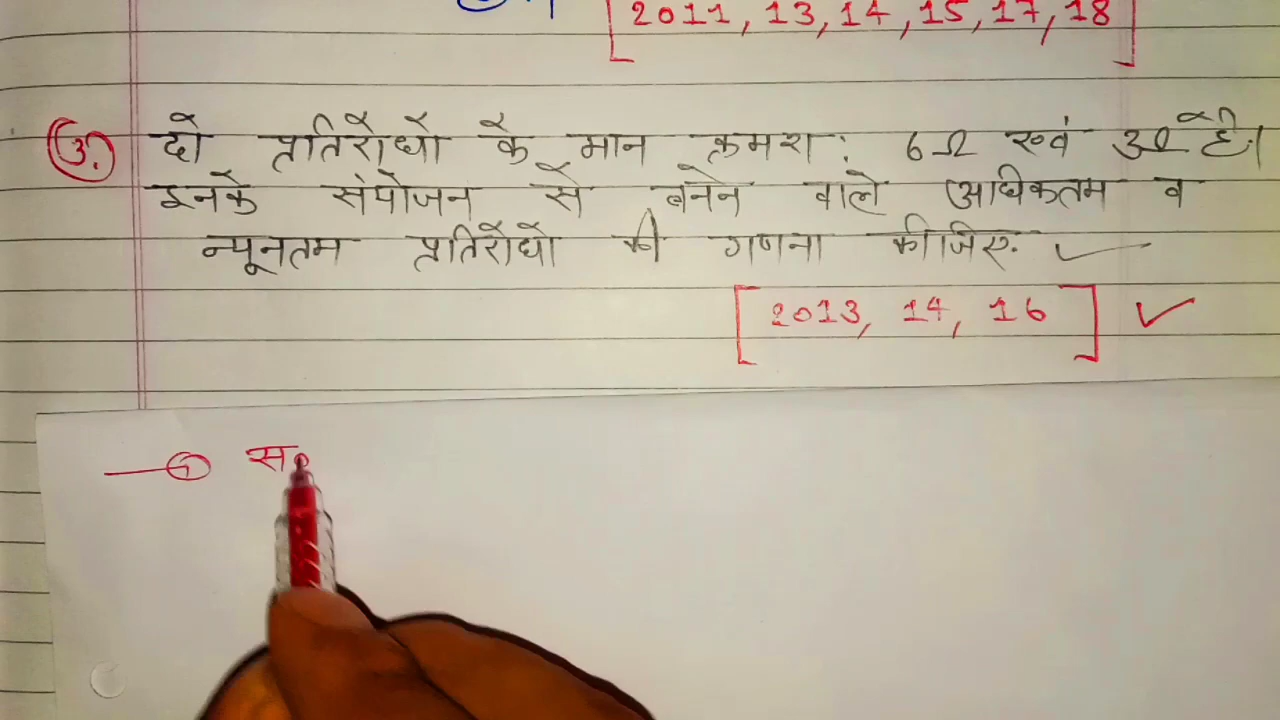 [2011, 13, 14, 15, 17, 18]
3. दो प्रतिरोधों के मान क्रमश: 6Ω एवं 3Ω है।
इनके संयोजन से बनने वाले अधिकतम व
न्यूनतम प्रतिरोधों की गणना कीजिए.
[2013, 14, 16]
स